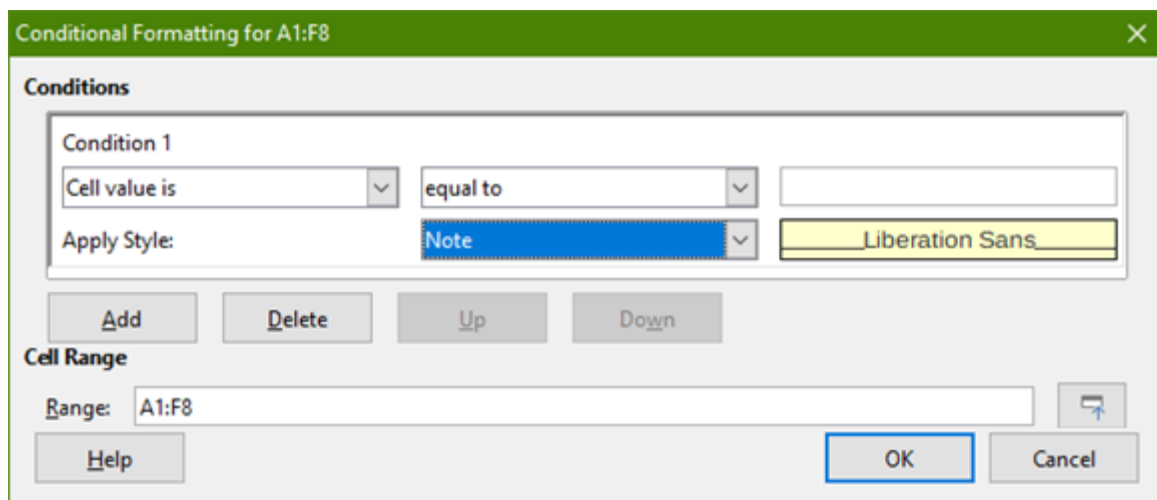 Conditional Formatting for A1:F8
Conditions
Condition 1
Cell value is equal to
Apply Style: Note Liberation Sans
Add Delete Up Down
Cell Range
Range: A1:F8
Help OK Cancel